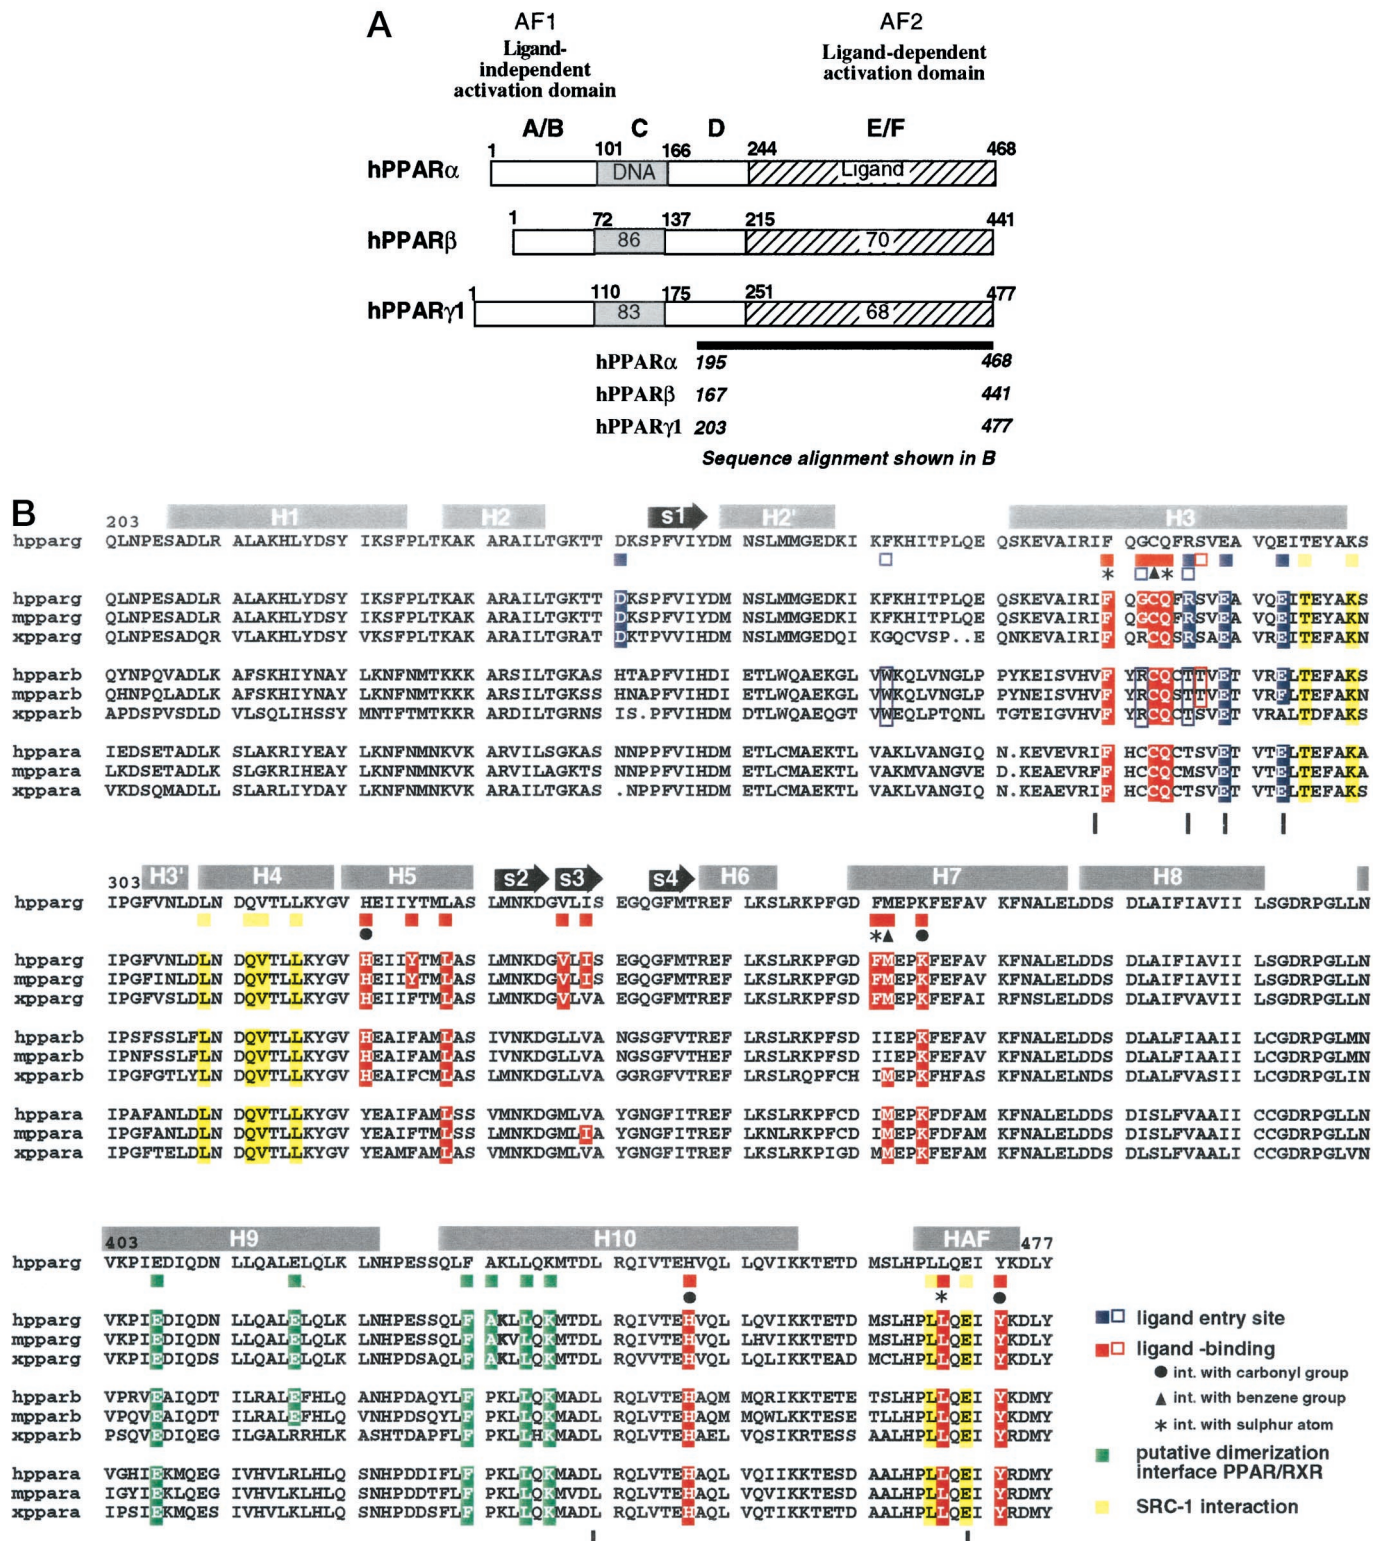 A
AF1 AF2
Ligand- Ligand-dependent
independent activation domain
activation domain
A/B C D E/F
1 101 166 244 468
hPPARα DNA Ligand
1 72 137 215 441
hPPARβ 86 70
1 110 175 251 477
hPPARγ1 83 68
hPPARα 195 468
hPPARβ 167 441
hPPARγ1 203 477
Sequence alignment shown in B
B
203 H1 H2 s1 H2' H3
hpparg QLNPESADLR ALAKHLYDSY IKSFPLTKAK ARAILTGKTT DKSPFVIYDM NSLMMGEDKI KFKHITPLQE QSKEVAIRIF QGCQFRSVEA VQEITEYAKS
hpparg QLNPESADLR ALAKHLYDSY IKSFPLTKAK ARAILTGKTT DKSPFVIYDM NSLMMGEDKI KFKHITPLQE QSKEVAIRIF QGCQFRSVEA VQEITEYAKS
mpparg QLNPESADLR ALAKHLYDSY IKSFPLTKAK ARAILTGKTT DKSPFVIYDM NSLMMGEDKI KFKHITPLQE QSKEVAIRIF QGCQFRSVEA VQEITEYAKS
xpparg QLNPESADQR VLAKHLYDSY VKSFPLTKAK ARAILTGRAT DKTPVVIHDM NSLMMGEDQI KGQCVSP..E QNKEVAIRIF QRCQSRSAEA VREITEFAKN
hpparb QYNPQVADLK AFSKHIYNAY LKNFNMTKKK ARSILTGKAS HTAPFVIHDM ETLWQAEKGL VWKQLVNGLP PYKEISVHVF YRCQCTTVET VRELTEFAKS
mpparb QHNPQLADLK AFSKHIYNAY LKNFNMTKKK ARSILTGKSS HNAPFVIHDI ETLWQAEKGL VWKQLVNGLP PYNEISVHVF YRCQSTTVET VRELTEFAKN
xpparb APDSPVSDLD VLSQLIHSSY MNTFTMTKKR ARDILTGRNS IS.PFVIHDM DTLWQAEQGT VWEQLPTQNL TGTEIGVHVF YRCQCTSVET VRALTDFAKS
hppara IEDSETADLK SLAKRIYEAY LKNFNMNKVK ARVILSGKAS NNPPFVIHDM ETLCMAEKTL VAKLVANGIQ N.KEVEVRIF HCCQCTSVET VTELTEFAKA
mppara LKDSETADLK SLGKRIHEAY LKNFNMNKVK ARVILAGKTS NNPPFVIHDM ETLCMAEKTL VAKMVANGVE D.KEAEVRFF HCCQCMSVET VTELTEFAKA
xppara VKDSQMADLL SLARLIYDAY LKNFNMNKVK ARAILTGKAS .NPPFVIHDM ETLCMAEKTL VAKLVANGIQ N.KEAEVRIF HCCQCTSVET VTELTEFAKS
303 H3' H4 H5 s2 s3 s4 H6 H7 H8
hpparg IPGFVNLDLN DQVTLLKYGV HEIIYTMLAS LMNKDGVLIS EGQGFMTREF LKSLRKPFGD FMEPKFEFAV KFNALELDDS DLAIFIAVII LSGDRPGLLN
hpparg IPGFVNLDLN DQVTLLKYGV HEIIYTMLAS LMNKDGVLIS EGQGFMTREF LKSLRKPFGD FMEPKFEFAV KFNALELDDS DLAIFIAVII LSGDRPGLLN
mpparg IPGFINLDLN DQVTLLKYGV HEIIYTMLAS LMNKDGVLIS EGQGFMTREF LKSLRKPFGD FMEPKFEFAV KFNALELDDS DLAIFIAVII LSGDRPGLLN
xpparg IPGFVSLDLN DQVTLLKYGV HEIIFTMLAS LMNKDGVLVA EGQGFMTREF LKSLRKPFSD FMEPKFEFAI RFNSLELDDS DLAIFVAVII LSGDRPGLLN
hpparb IPSFSSLFLN DQVTLLKYGV HEAIFAMLAS IVNKDGLLVA NGSGFVTREF LRSLRKPFSD IIEPKFEFAV KFNALELDDS DLALFIAAII LCGDRPGLMN
mpparb IPNFSSLFLN DQVTLLKYGV HEAIFAMLAS IVNKDGLLVA NGSGFVTHEF LRSLRKPFSD IIEPKFEFAV KFNALELDDS DLALFIAAII LCGDRPGLMN
xpparb IPGFGTLYLN DQVTLLKYGV HEAIFCMLAS LMNKDGLLVA GGRGFVTREF LRSLRQPFCH IMEPKFHFAS KFNALELNDS DLALFVASII LCGDRPGLIN
hppara IPAFANLDLN DQVTLLKYGV YEAIFAMLSS VMNKDGMLVA YGNGFITREF LKSLRKPFCD IMEPKFDFAM KFNALELDDS DISLFVAAII CCGDRPGLLN
mppara IPGFANLDLN DQVTLLKYGV YEAIFTMLSS LMNKDGMLIA YGNGFITREF LKNLRKPFCD IMEPKFDFAM KFNALELDDS DISLFVAAII CCGDRPGLLN
xppara IPGFTELDLN DQVTLLKYGV YEAMFAMLSS VMNKDGMLVA YGNGFITREF LKSLRKPIGD MMEPKFEFAM KFNALELDDS DLSLFVAALI CCGDRPGLVN
403 H9 H10 HAF 477
hpparg VKPIEDIQDN LLQALELQLK LNHPESSQLF AKLLQKMTDL RQIVTEHVQL LQVIKKTETD MSLHPLLQEI YKDLY
hpparg VKPIEDIQDN LLQALELQLK LNHPESSQLF AKLLQKMTDL RQIVTEHVQL LQVIKKTETD MSLHPLLQEI YKDLY
mpparg VKPIEDIQDN LLQALELQLK LNHPESSQLF AKVLQKMTDL RQIVTEHVQL LHVIKKTETD MSLHPLLQEI YKDLY
xpparg VKPIEDIQDS LLQALELQLK LNHPDSAQLF AKLLQKMTDL RQVVTEHVQL LQLIKKTEAD MCLHPLLQEI YKDLY
hpparb VPRVEAIQDT ILRALEFHLQ ANHPDAQYLF PKLLQKMADL RQLVTEHAQM MQRIKKTETE TSLHPLLQEI YKDMY
mpparb VPQVEAIQDT ILRALEFHLQ VNHPDSQYLF PKLLQKMADL RQLVTEHAQM MQWLKKTESE TLLHPLLQEI YKDMY
xpparb PSQVEDIQEG ILGALRRHLK ASHTDAPFLF PKLLHKMADL RQLVTEHAEL VQSIKRTESS AALHPLLQEI YRDMY
hppara VGHIEKMQEG IVHVLRLHLQ SNHPDDIFLF PKLLQKMADL RQLVTEHAQL VQIIKKTESD AALHPLLQEI YRDMY
mppara IGYIEKLQEG IVHVLKLHLQ SNHPDDTFLF PKLLQKMVDL RQLVTEHAQL VQVIKKTESD AALHPLLQEI YRDMY
xppara IPSIEKMQES IVHVLKLHLQ SNHPDDSFLF PKLLQKMADL RQLVTEHAQL VQTIKKTESD AALHPLLQEI YRDMY
ligand entry site
ligand -binding
int. with carbonyl group
int. with benzene group
int. with sulphur atom
putative dimerization
interface PPAR/RXR
SRC-1 interaction